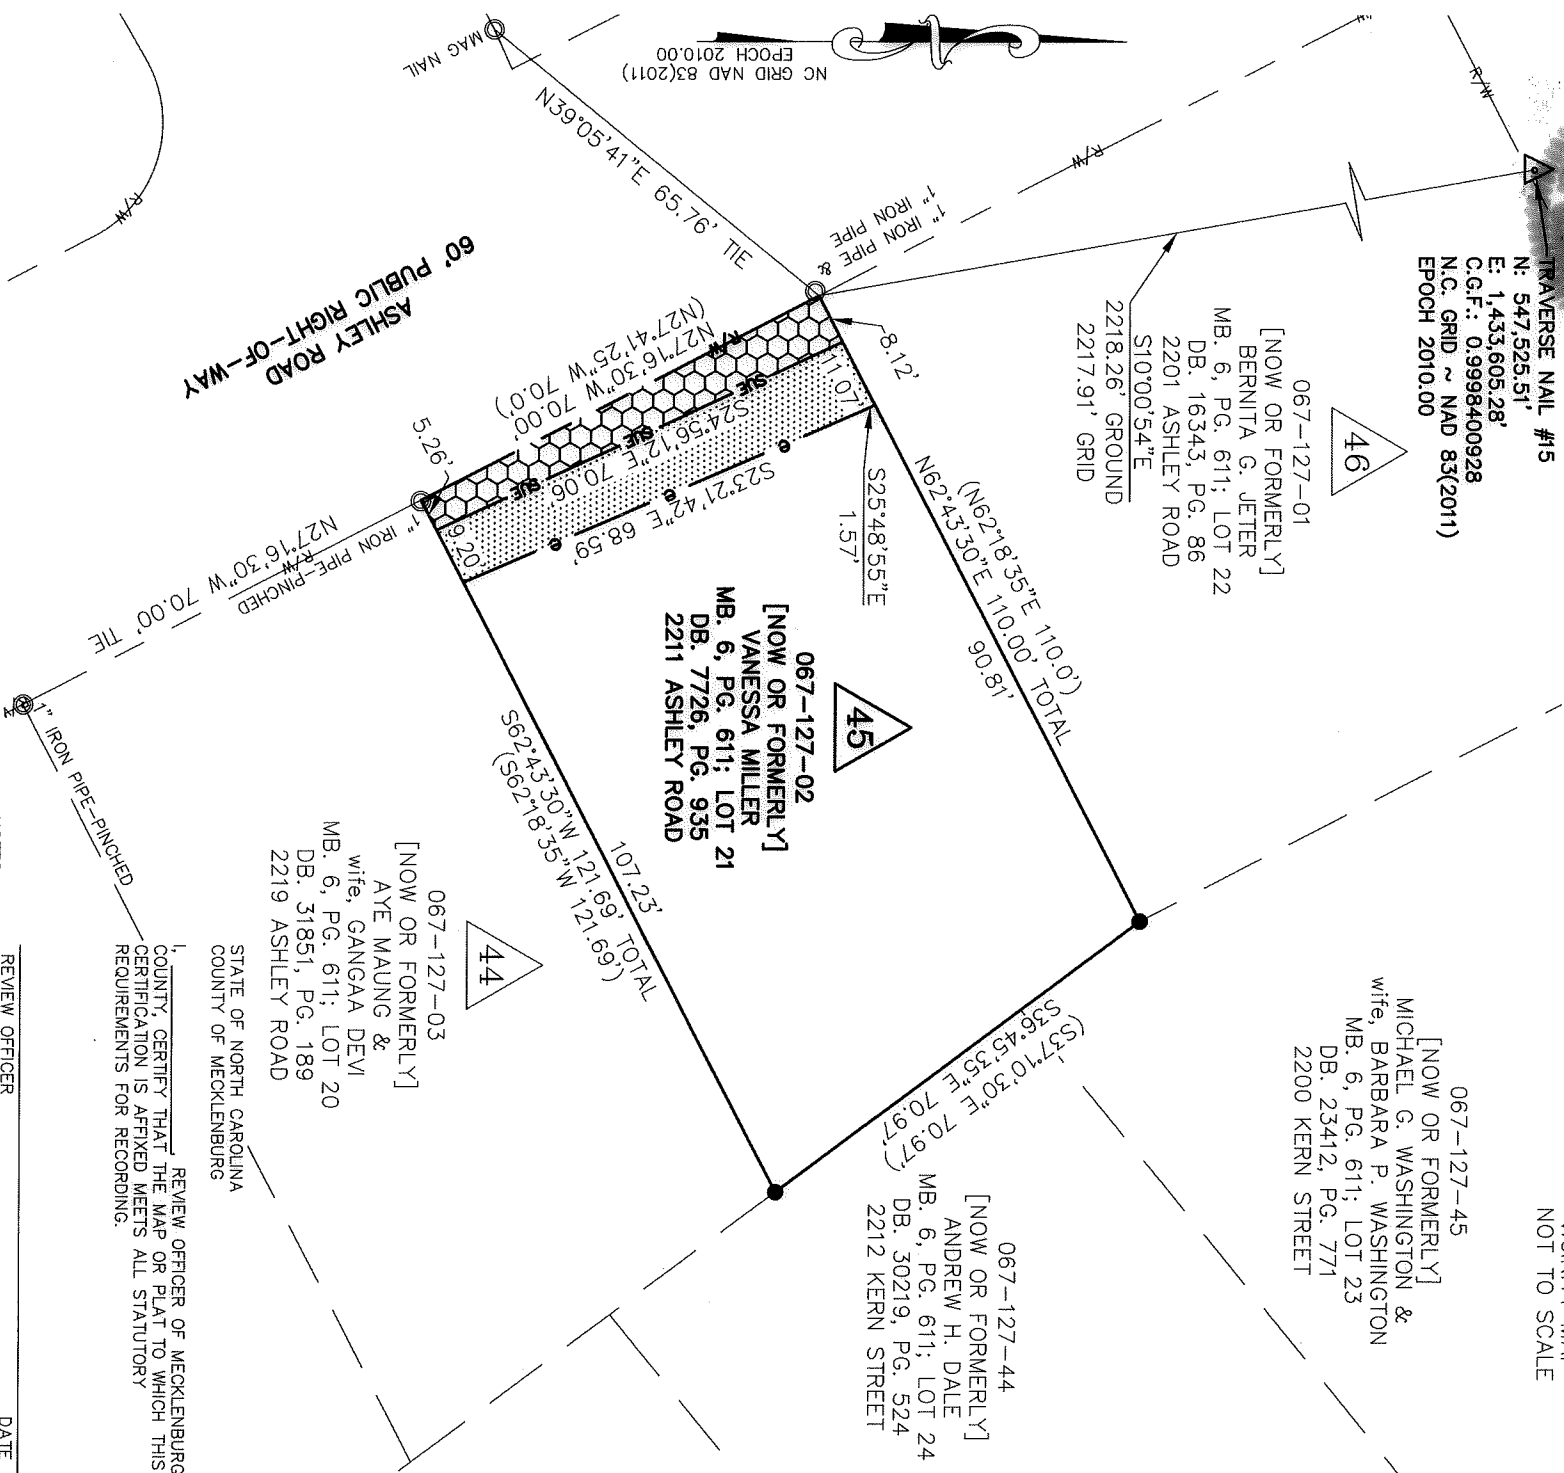 TRAVERSE NAIL #15
N: 547,525.51'
E: 1,433,605.28'
C.G.F.: 0.9998400928
N.C. GRID ~ NAD 83(2011)
EPOCH 2010.00
NOT TO SCALE
R/W
R/W
R/W
NC GRID NAD 83(2011)
EPOCH 2010.00
MAG NAIL
N39°05'41"E 65.76' TIE
1" IRON PIPE &
1" IRON PIPE
46
067-127-01
[NOW OR FORMERLY]
BERNITA G. JETER
MB. 6, PG. 611; LOT 22
DB. 16343, PG. 86
2201 ASHLEY ROAD
S10°00'54"E
2218.26' GROUND
2217.91' GRID
8.12'
11.07'
S25°48'55"E
1.57'
(N62°18'35"E 110.0')
N62°43'30"E 110.00' TOTAL
90.81'
067-127-45
[NOW OR FORMERLY]
MICHAEL G. WASHINGTON &
wife, BARBARA P. WASHINGTON
MB. 6, PG. 611; LOT 23
DB. 23412, PG. 771
2200 KERN STREET
ASHLEY ROAD
60' PUBLIC RIGHT-OF-WAY
R/W
N27°16'30"W 70.00'
(N27°41'25"W 70.0')
SUE
SUE
SUE
S24°56'12"E 70.06'
e
e
e
S23°21'42"E 68.59'
5.26'
9.20'
45
067-127-02
[NOW OR FORMERLY]
VANESSA MILLER
MB. 6, PG. 611; LOT 21
DB. 7726, PG. 935
2211 ASHLEY ROAD
(S37°10'30"E 70.97')
S36°45'35"E 70.97'
067-127-44
[NOW OR FORMERLY]
ANDREW H. DALE
MB. 6, PG. 611; LOT 24
DB. 30219, PG. 524
2212 KERN STREET
107.23'
S62°43'30"W 121.69' TOTAL
(S62°18'35"W 121.69')
1" IRON PIPE-PINCHED
R/W
N27°16'30"W 70.00' TIE
1" IRON PIPE-PINCHED
44
067-127-03
[NOW OR FORMERLY]
AYE MAUNG &
wife, GANGAA DEVI
MB. 6, PG. 611; LOT 20
DB. 31851, PG. 189
2219 ASHLEY ROAD
STATE OF NORTH CAROLINA
COUNTY OF MECKLENBURG
I, REVIEW OFFICER OF MECKLENBURG
COUNTY, CERTIFY THAT THE MAP OR PLAT TO WHICH THIS
CERTIFICATION IS AFFIXED MEETS ALL STATUTORY
REQUIREMENTS FOR RECORDING.
REVIEW OFFICER DATE